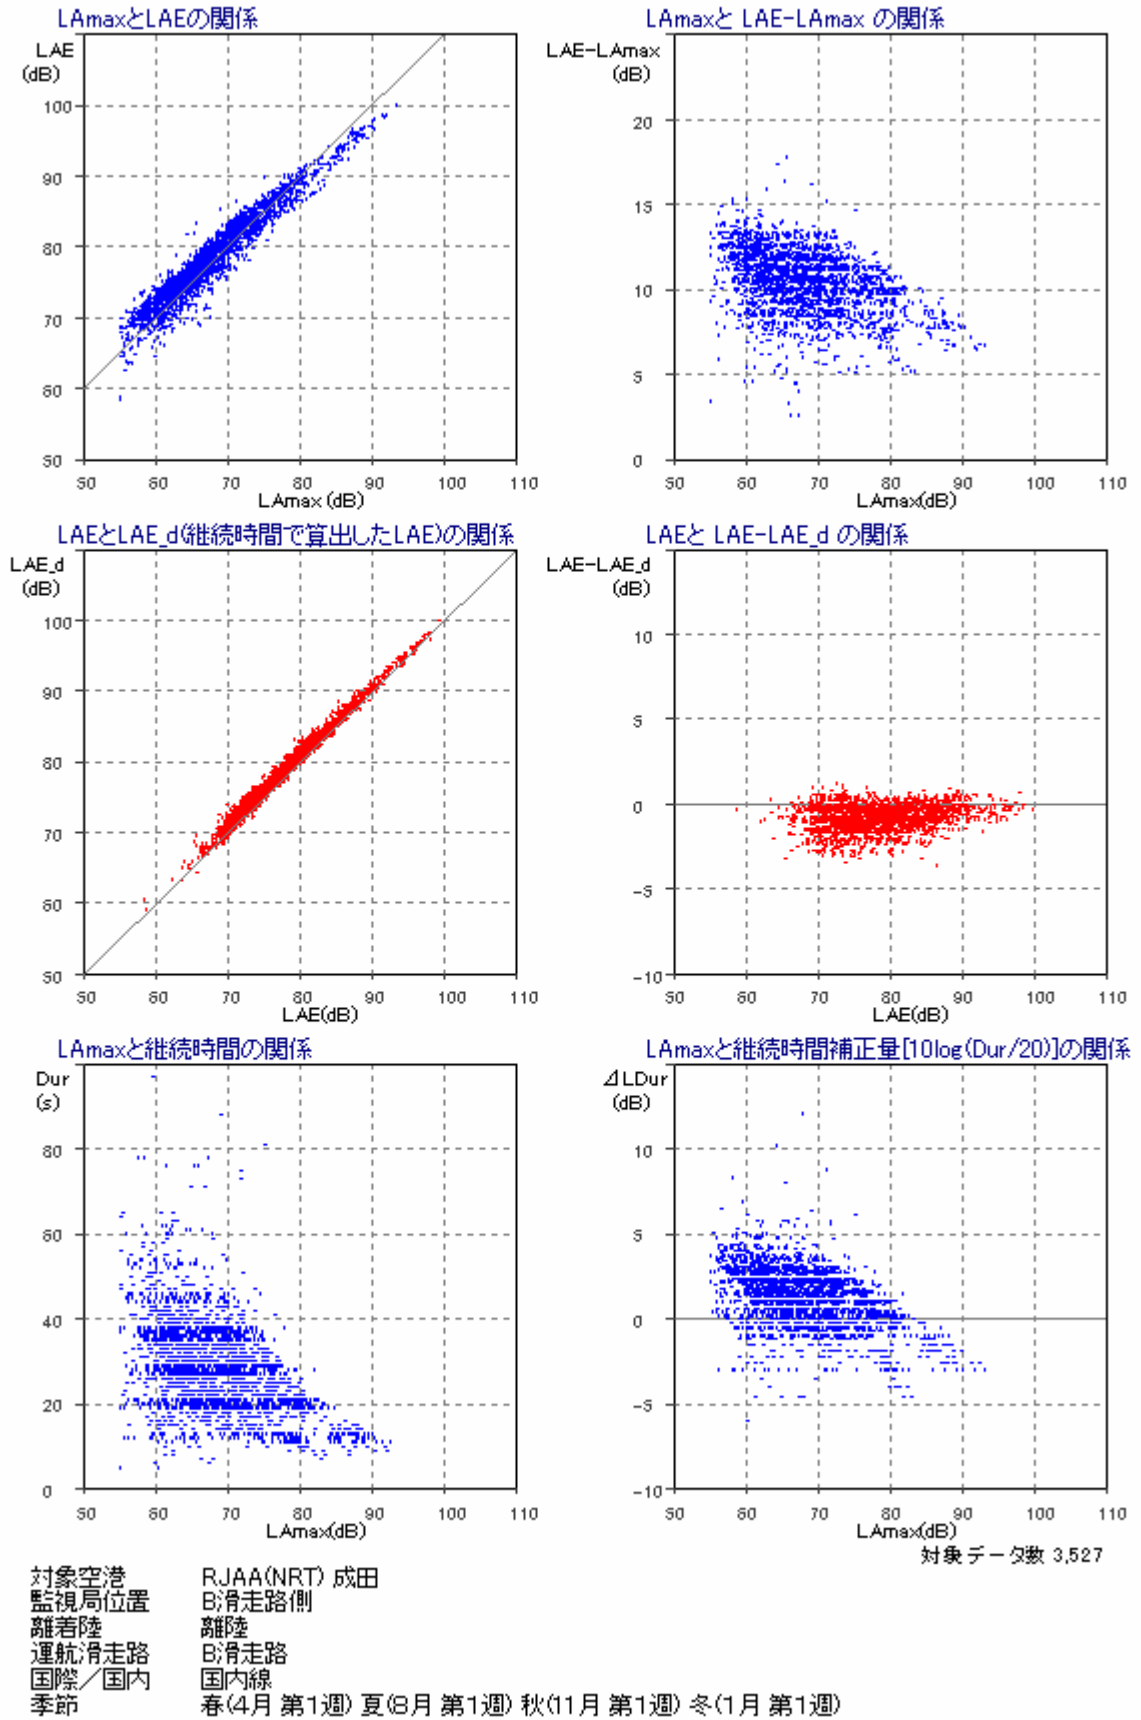 LAmaxとLAEの関係
LAE
(dB)
100
90
80
70
60
50
50 60 70 80 90 100 110
LAmax (dB)
LAmaxと LAE-LAmax の関係
LAE-LAmax
(dB)
20
15
10
5
0
50 60 70 80 90 100 110
LAmax(dB)
LAEとLAE_d(継続時間で算出したLAE)の関係
LAE_d
(dB)
100
90
80
70
60
50
50 60 70 80 90 100 110
LAE(dB)
LAEと LAE-LAE_d の関係
LAE-LAE_d
(dB)
10
5
0
-5
-10
50 60 70 80 90 100 110
LAE(dB)
LAmaxと継続時間の関係
Dur
(s)
80
60
40
20
0
50 60 70 80 90 100 110
LAmax(dB)
LAmaxと継続時間補正量[10log(Dur/20)]の関係
⊿LDur
(dB)
10
5
0
-5
-10
50 60 70 80 90 100 110
LAmax(dB)
対象データ数 3,527
対象空港 RJAA(NRT) 成田
監視局位置 B滑走路側
離着陸 離陸
運航滑走路 B滑走路
国際／国内 国内線
季節 春(4月 第1週) 夏(8月 第1週) 秋(11月 第1週) 冬(1月 第1週)